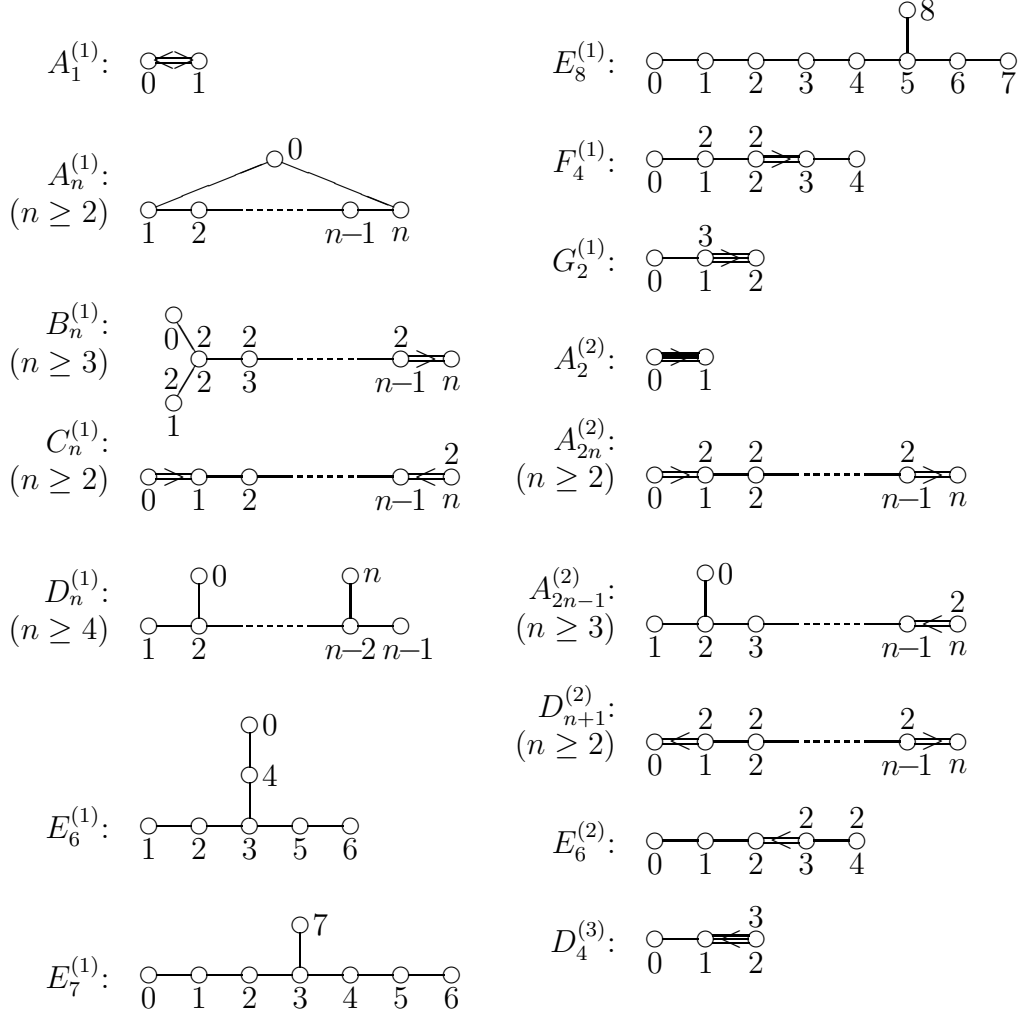 A_1^{(1)}:
0 1
A_n^{(1)}:
(n ≥ 2)
0
1 2 n−1 n
B_n^{(1)}:
(n ≥ 3)
0 2 2 2
2 2 3 n−1 n
1
C_n^{(1)}:
(n ≥ 2)
2
0 1 2 n−1 n
D_n^{(1)}:
(n ≥ 4)
0 n
1 2 n−2 n−1
E_6^{(1)}:
0
4
1 2 3 5 6
E_7^{(1)}:
7
0 1 2 3 4 5 6
E_8^{(1)}:
8
0 1 2 3 4 5 6 7
F_4^{(1)}:
2 2
0 1 2 3 4
G_2^{(1)}:
3
0 1 2
A_2^{(2)}:
0 1
A_{2n}^{(2)}:
(n ≥ 2)
2 2 2
0 1 2 n−1 n
A_{2n−1}^{(2)}:
(n ≥ 3)
0
2
1 2 3 n−1 n
D_{n+1}^{(2)}:
(n ≥ 2)
2 2 2
0 1 2 n−1 n
E_6^{(2)}:
2 2
0 1 2 3 4
D_4^{(3)}:
3
0 1 2